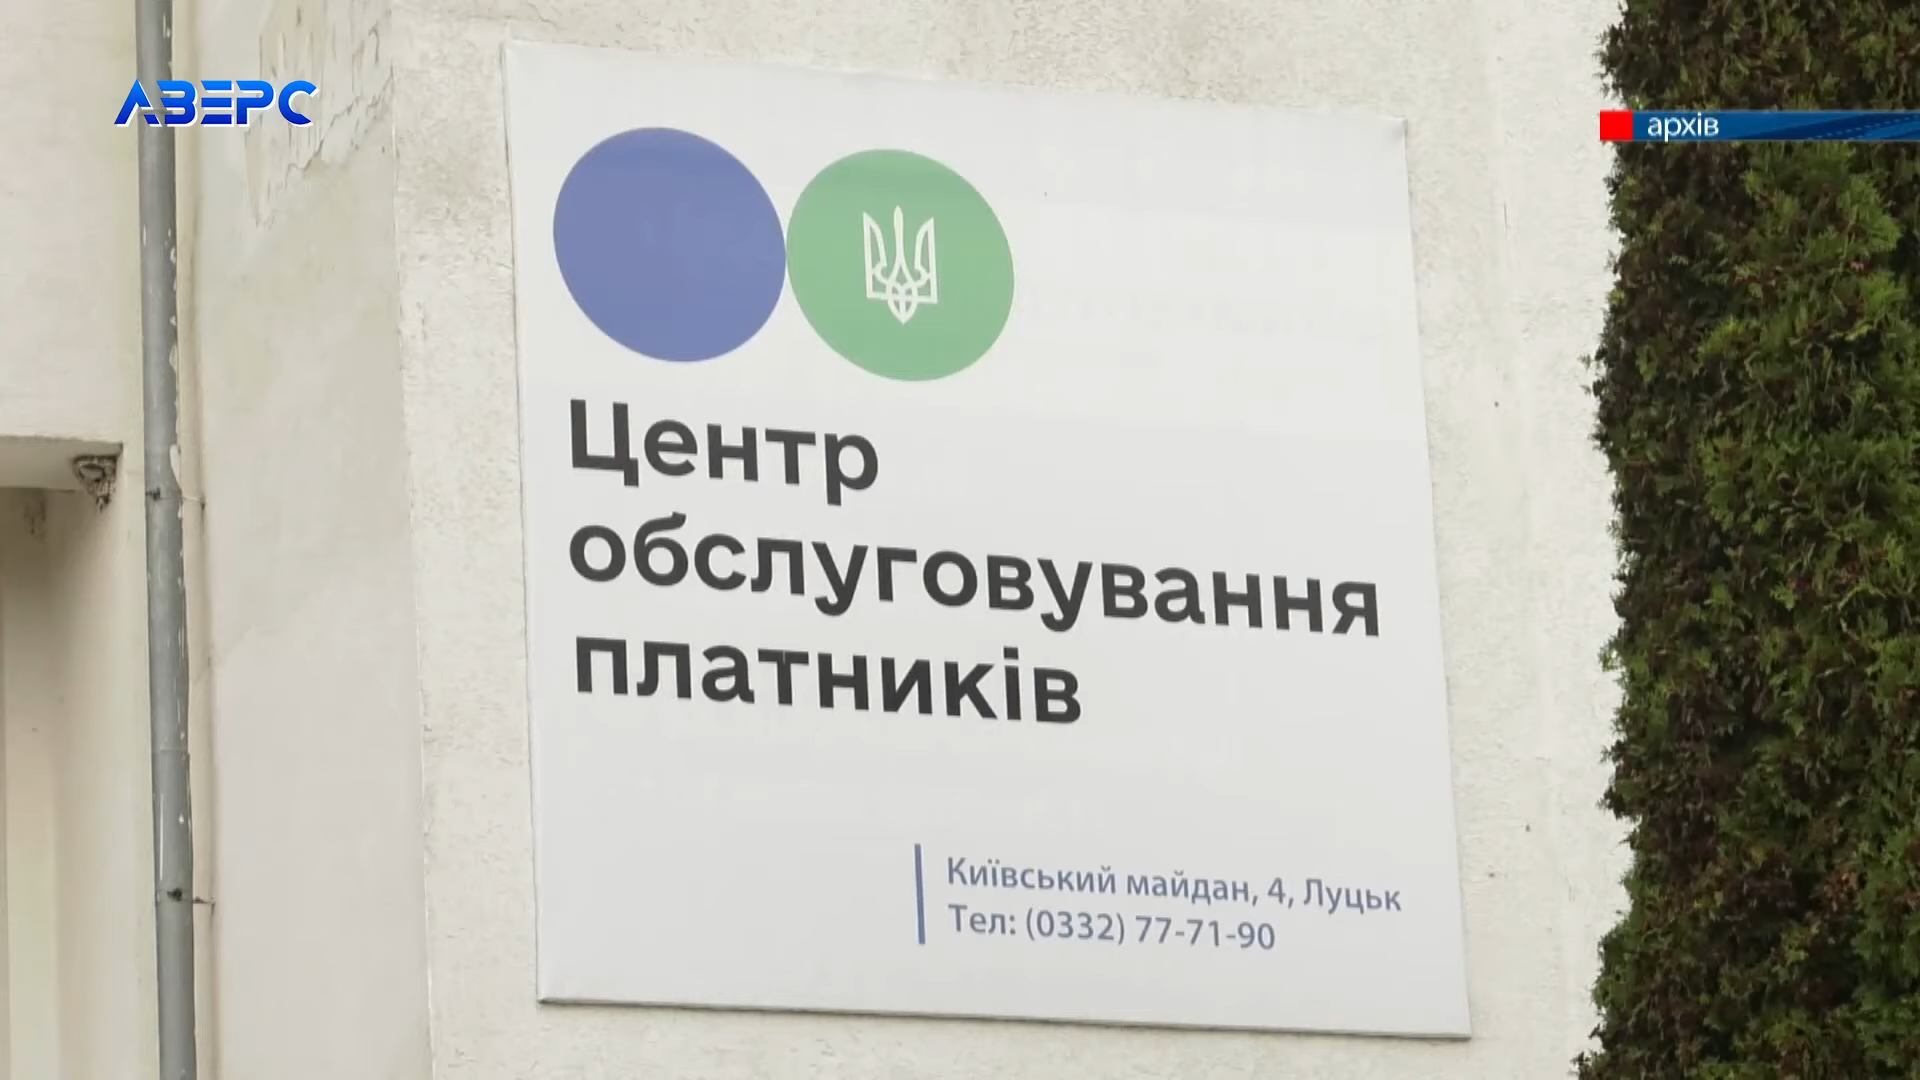 АВЕРС
архів
Центр
обслуговування
платників
Київський майдан, 4, Луцьк
Тел: (0332) 77-71-90